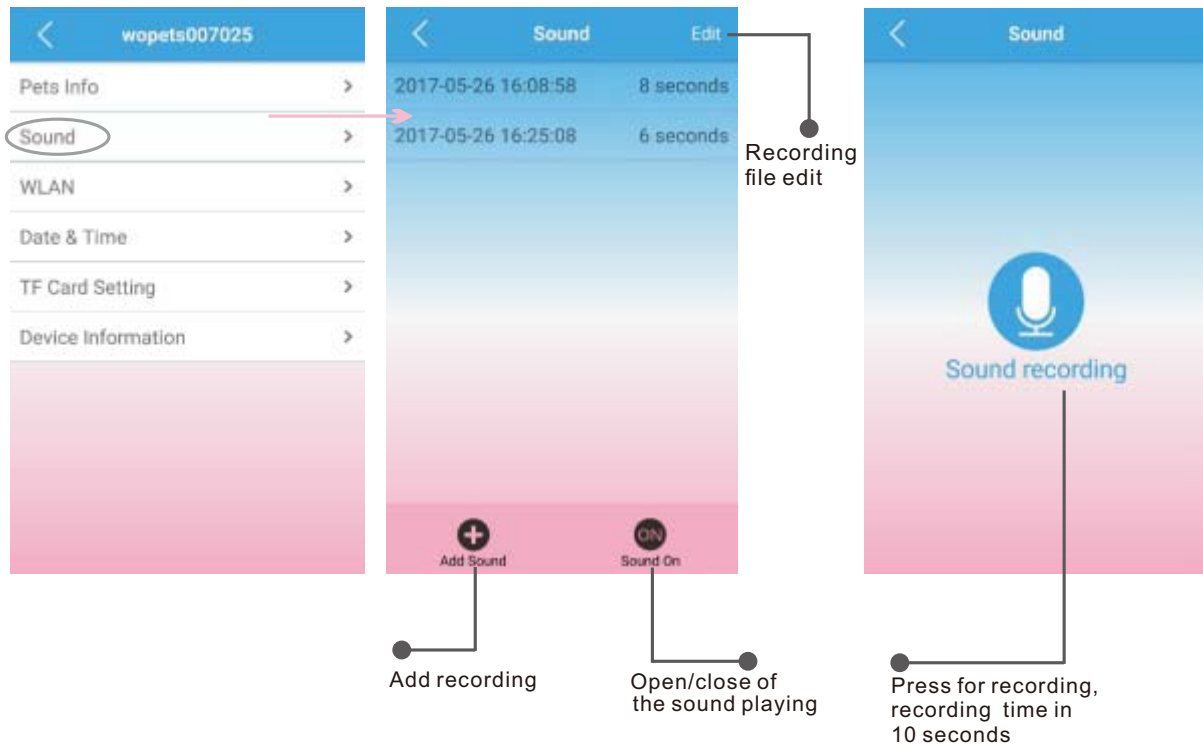 wopets007025
Pets Info
Sound
WLAN
Date & Time
TF Card Setting
Device Information
Sound
Edit
2017-05-26 16:08:58 8 seconds
2017-05-26 16:25:08 6 seconds
Recording
file edit
Add Sound
ON
Sound On
Add recording
Open/close of
the sound playing
Sound
Sound recording
Press for recording,
recording time in
10 seconds